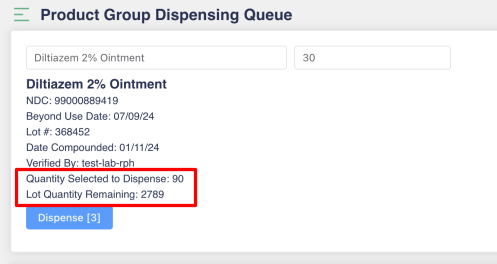 Product Group Dispensing Queue
Diltiazem 2% Ointment
30
Diltiazem 2% Ointment
NDC: 99000889419
Beyond Use Date: 07/09/24
Lot #: 368452
Date Compounded: 01/11/24
Verified By: test-lab-rph
Quantity Selected to Dispense: 90
Lot Quantity Remaining: 2789
Dispense [3]